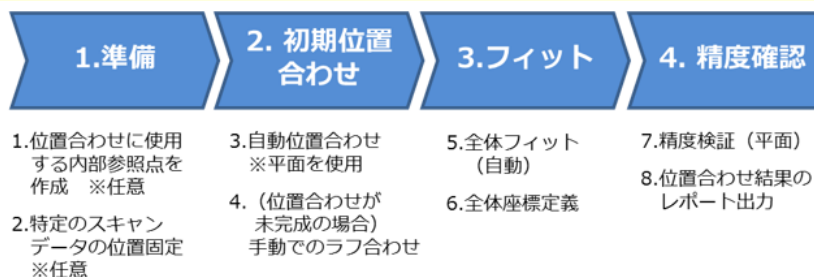 1.準備
2. 初期位置
合わせ
3.フィット
4. 精度確認
1.位置合わせに使用
する内部参照点を
作成　※任意
2.特定のスキャン
データの位置固定
※任意
3.自動位置合わせ
※平面を使用
4.（位置合わせが
未完成の場合）
手動でのラフ合わせ
5.全体フィット
（自動）
6.全体座標定義
7.精度検証（平面）
8.位置合わせ結果の
レポート出力